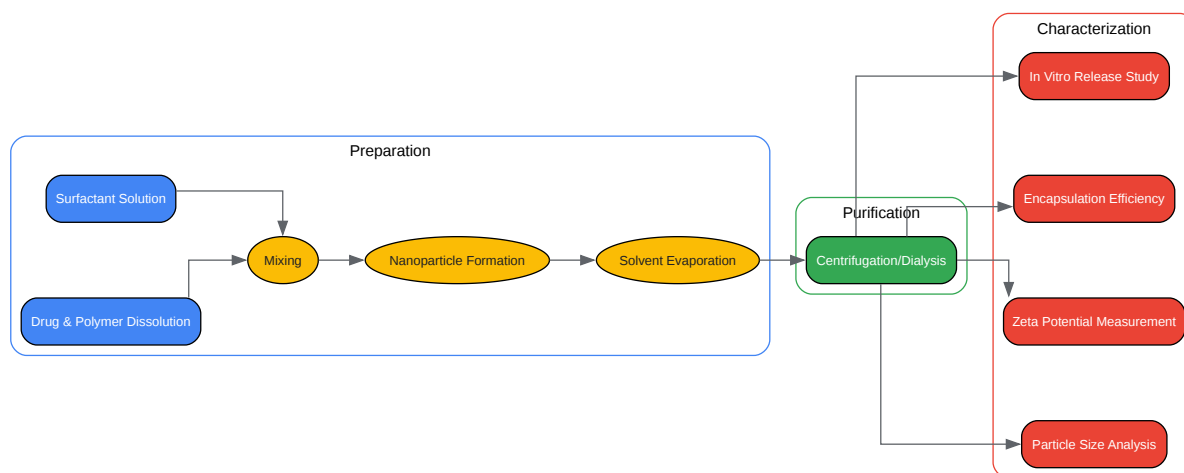 Characterization
In Vitro Release Study
Preparation
Surfactant Solution
Encapsulation Efficiency
Purification
Mixing
Nanoparticle Formation
Solvent Evaporation
Centrifugation/Dialysis
Drug & Polymer Dissolution
Zeta Potential Measurement
Particle Size Analysis